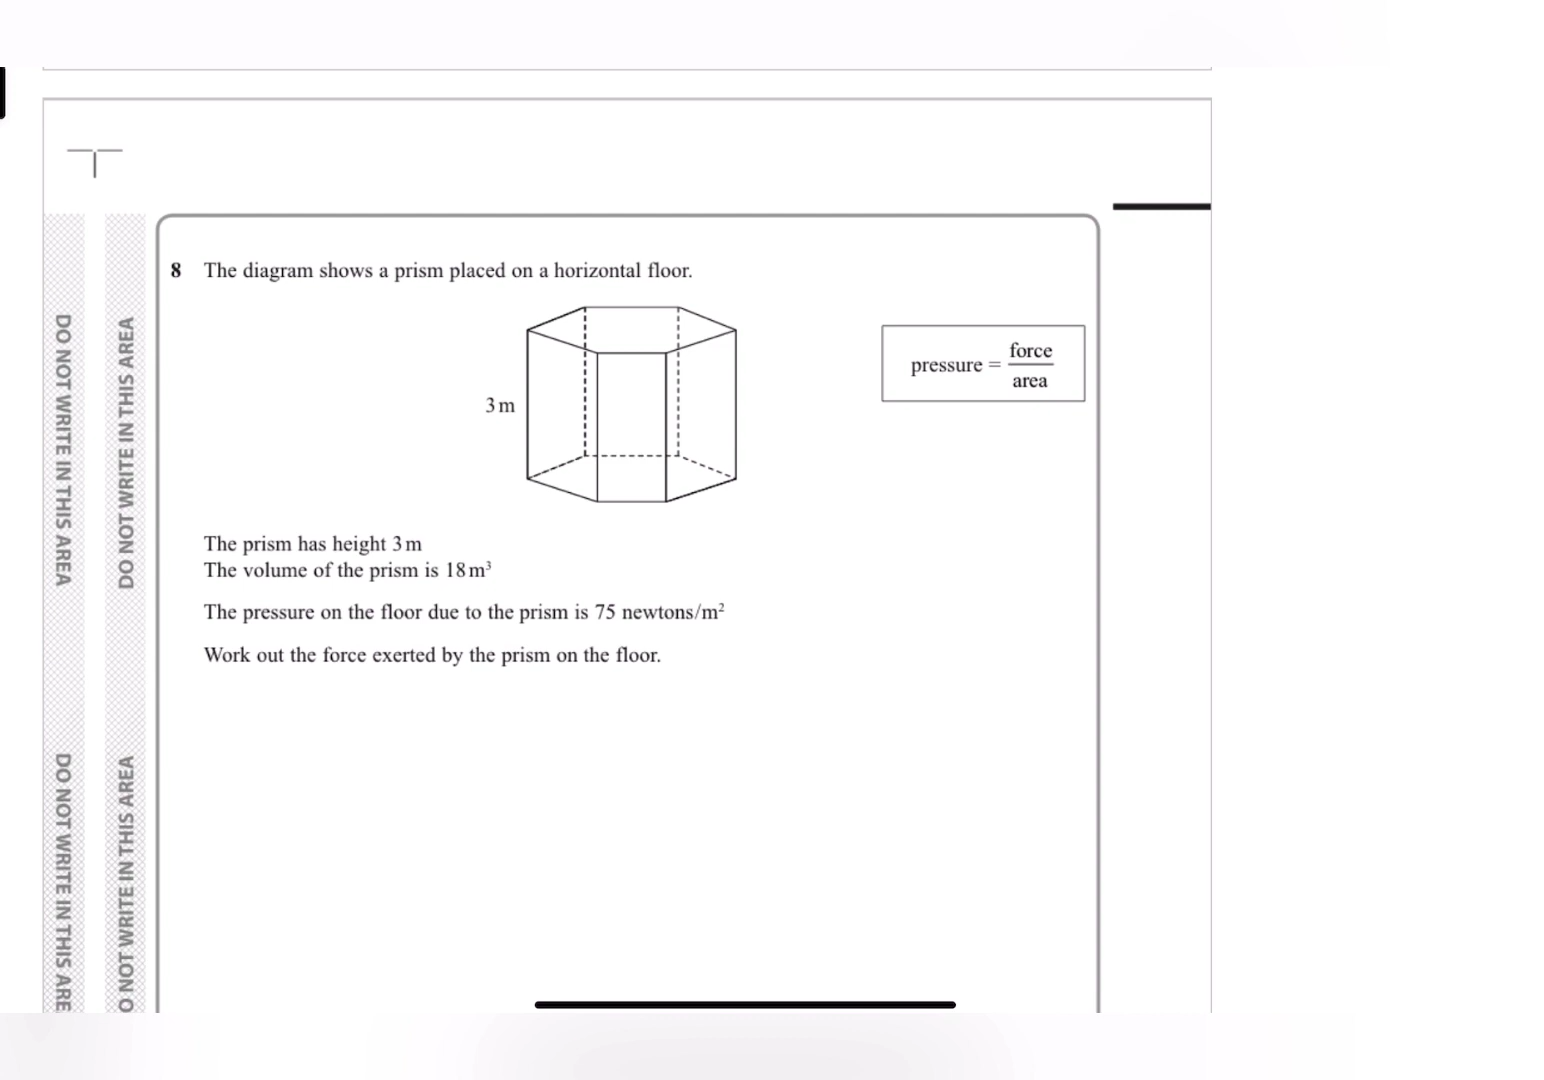 8 The diagram shows a prism placed on a horizontal floor.
3 m
pressure = force
area
The prism has height 3 m
The volume of the prism is 18 m³
The pressure on the floor due to the prism is 75 newtons/m²
Work out the force exerted by the prism on the floor.
DO NOT WRITE IN THIS AREA
DO NOT WRITE IN THIS AREA
DO NOT WRITE IN THIS ARE
O NOT WRITE IN THIS AREA